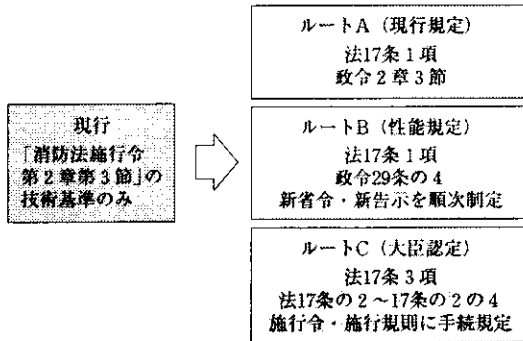 現行
「消防法施行令
第2章第3節」の
技術基準のみ
ルートA（現行規定）
法17条1項
政令2章3節
ルートB（性能規定）
法17条1項
政令29条の4
新省令・新告示を順次制定
ルートC（大臣認定）
法17条3項
法17条の2～17条の2の4
施行令・施行規則に手続規定